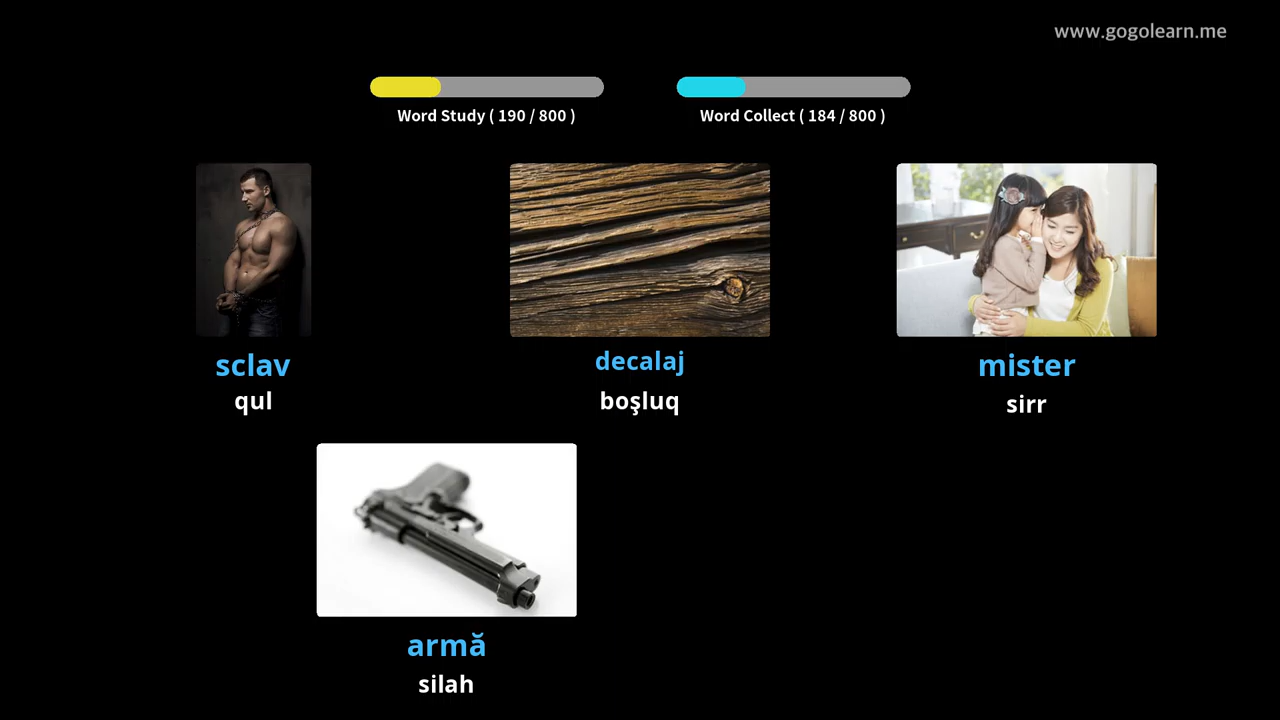 www.gogolearn.me
Word Study ( 190 / 800 )
Word Collect ( 184 / 800 )
sclav
qul
decalaj
boşluq
mister
sirr
armă
silah